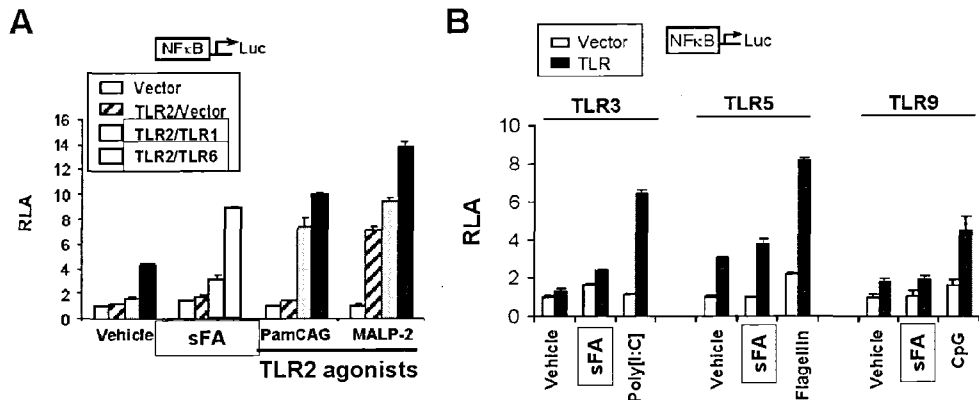 A
NFκB Luc
Vector
TLR2/Vector
TLR2/TLR1
TLR2/TLR6
16
14
12
10
8
6
4
2
0
RLA
Vehicle sFA PamCAG MALP-2
TLR2 agonists
B
Vector
TLR
NFκB Luc
TLR3 TLR5 TLR9
10
8
6
4
2
0
RLA
Vehicle
sFA
Poly[I:C]
Vehicle
sFA
Flagellin
Vehicle
sFA
CpG